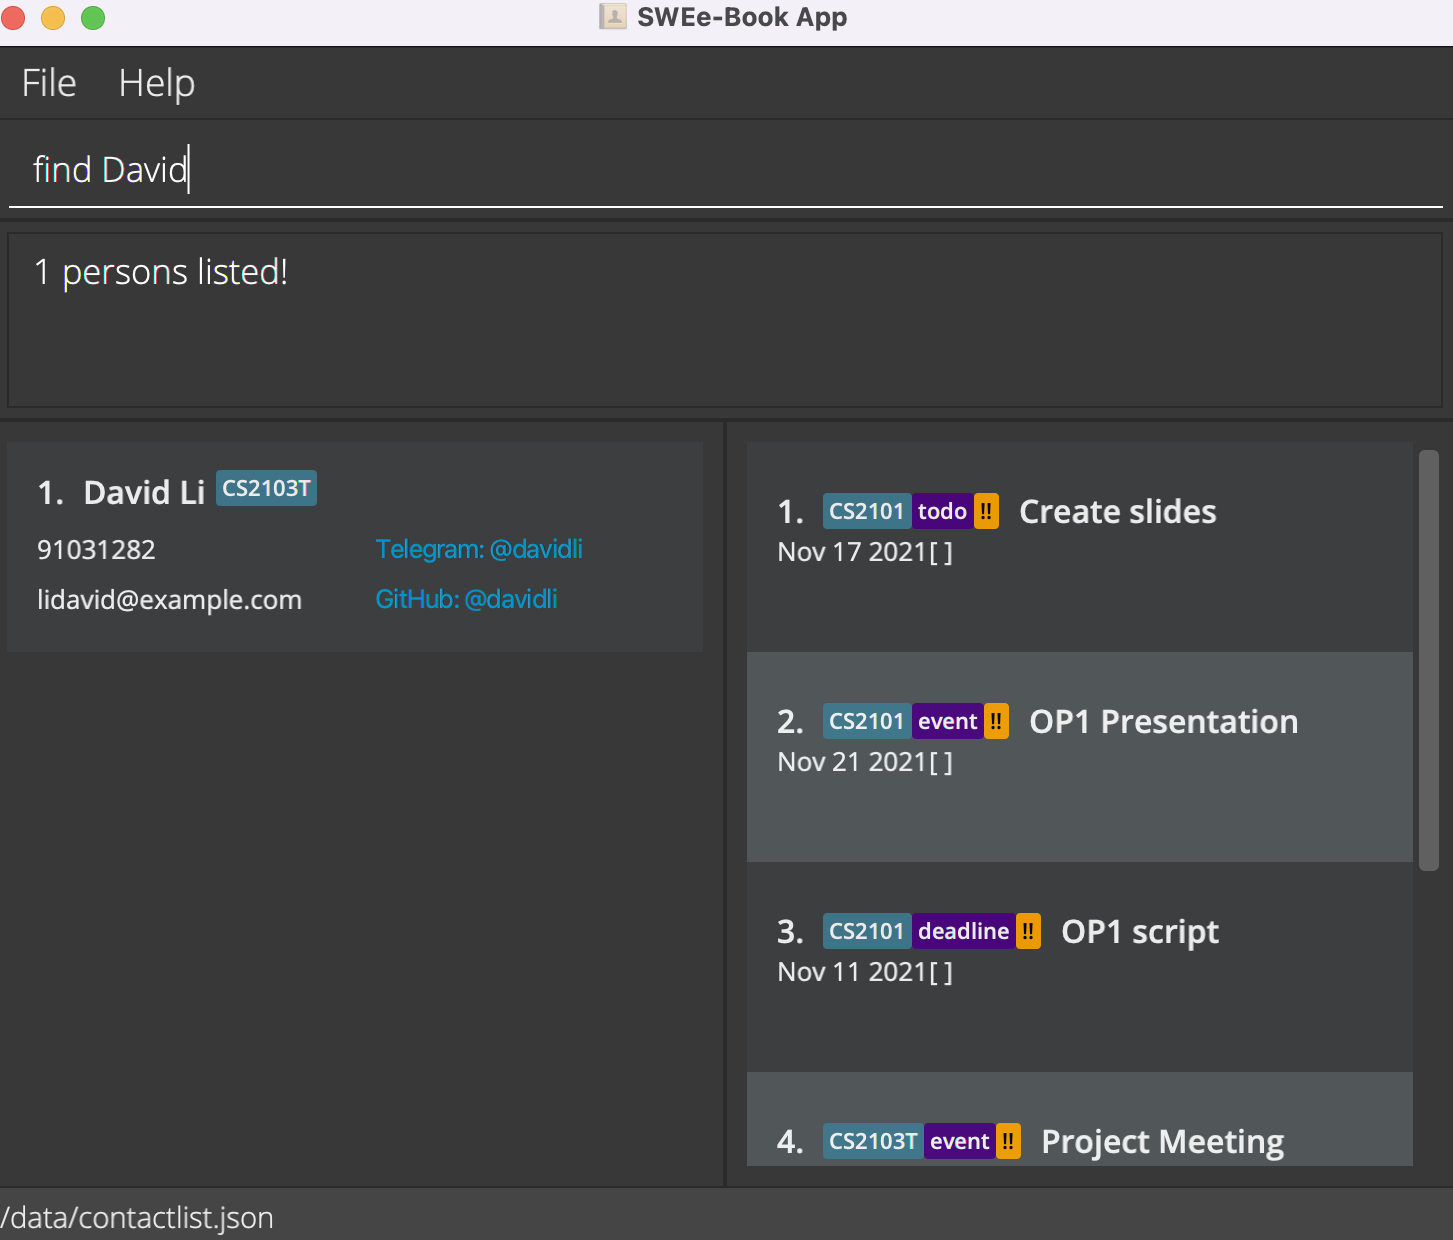 SWEe-Book App
File Help
find David
1 persons listed!
1. David Li CS2103T
91031282 Telegram: @davidli
lidavid@example.com GitHub: @davidli
1. CS2101 todo !! Create slides
Nov 17 2021[ ]
2. CS2101 event !! OP1 Presentation
Nov 21 2021[ ]
3. CS2101 deadline !! OP1 script
Nov 11 2021[ ]
4. CS2103T event !! Project Meeting
/data/contactlist.json